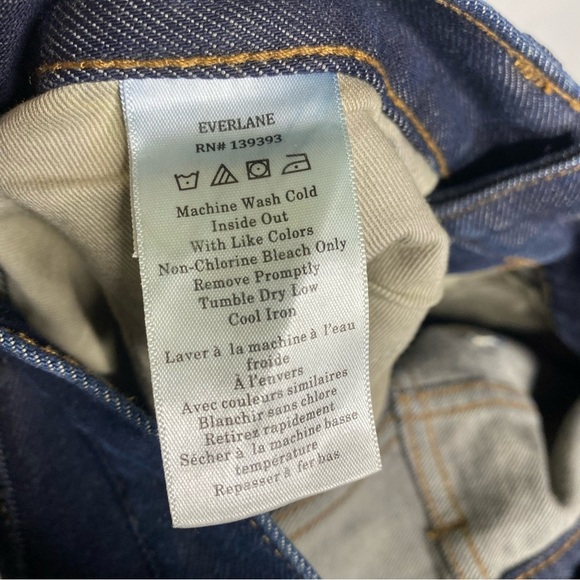 EVERLANE
RN# 139393
Machine Wash Cold
Inside Out
With Like Colors
Non-Chlorine Bleach Only
Remove Promptly
Tumble Dry Low
Cool Iron
Laver à la machine à l'eau
froide
À l'envers
Avec couleurs similaires
Blanchir sans chlore
Retirez rapidement
Sécher à la machine basse
température
Repasser à fer bas